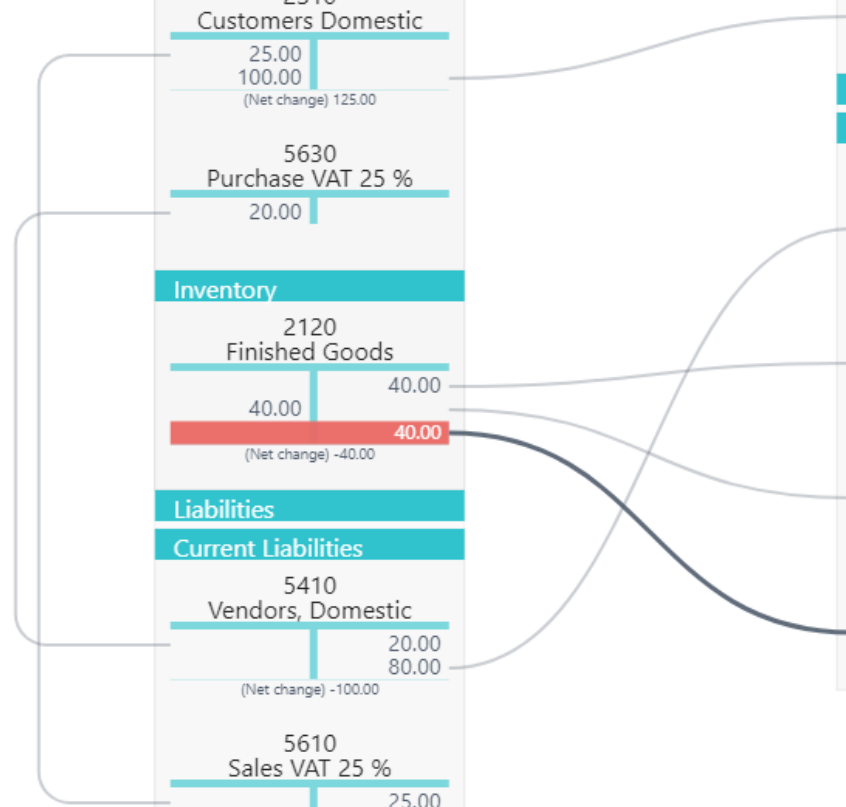 Customers Domestic
25.00
100.00
(Net change) 125.00
5630
Purchase VAT 25 %
20.00
Inventory
2120
Finished Goods
40.00
40.00
40.00
(Net change) -40.00
Liabilities
Current Liabilities
5410
Vendors, Domestic
20.00
80.00
(Net change) -100.00
5610
Sales VAT 25 %
25.00